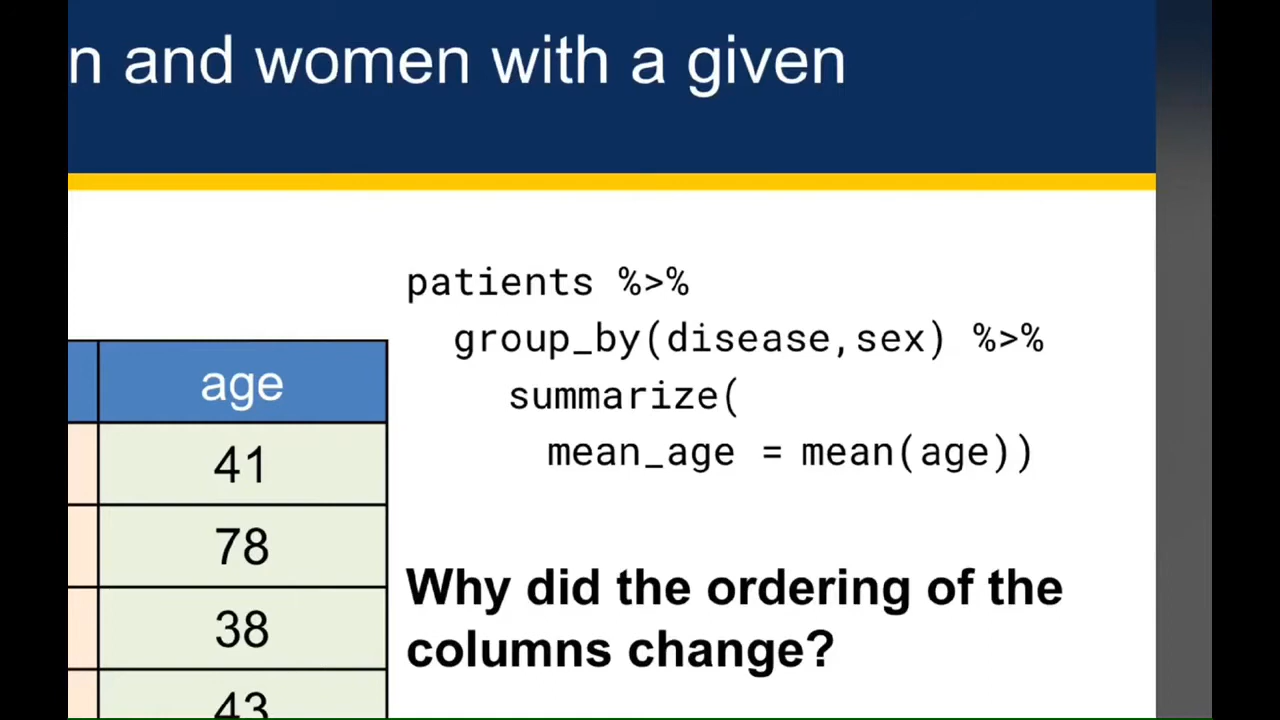 n and women with a given
patients %>%
group_by(disease,sex) %>%
summarize(
mean_age = mean(age))
age
41
78
38
43
Why did the ordering of the
columns change?